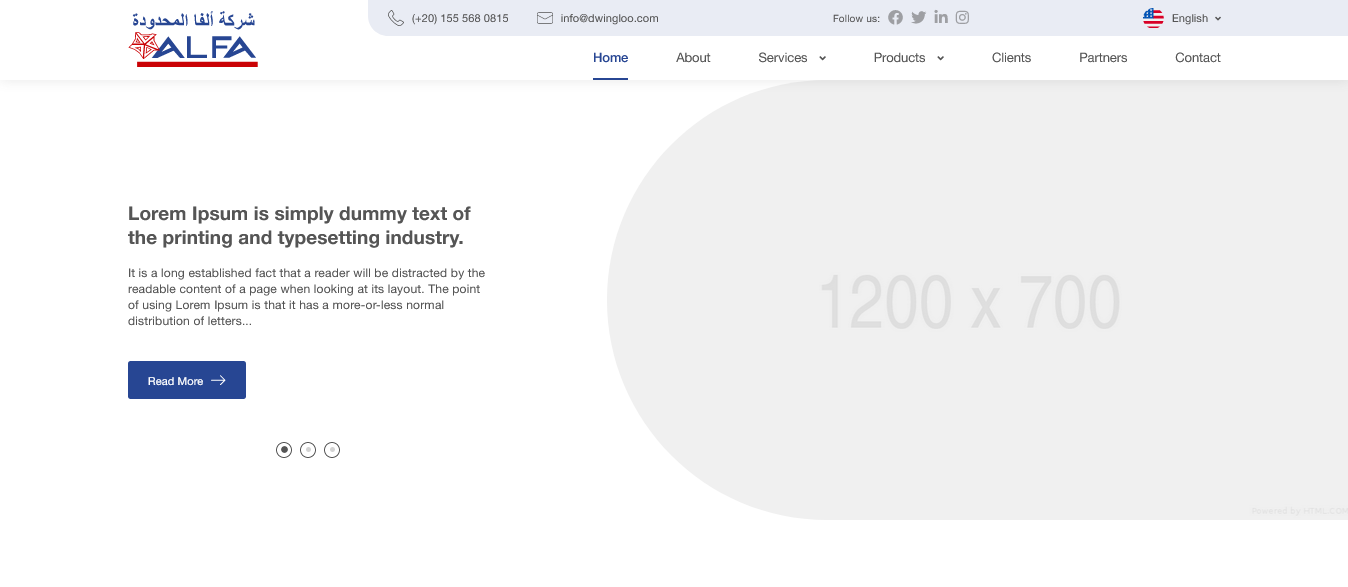 شركة ألفا المحدودة
ALFA
(+20) 155 568 0815
info@dwingloo.com
Follow us:
English
Home
About
Services
Products
Clients
Partners
Contact
Lorem Ipsum is simply dummy text of
the printing and typesetting industry.
It is a long established fact that a reader will be distracted by the
readable content of a page when looking at its layout. The point
of using Lorem Ipsum is that it has a more-or-less normal
distribution of letters...
Read More
1200 x 700
Powered by HTML.COM